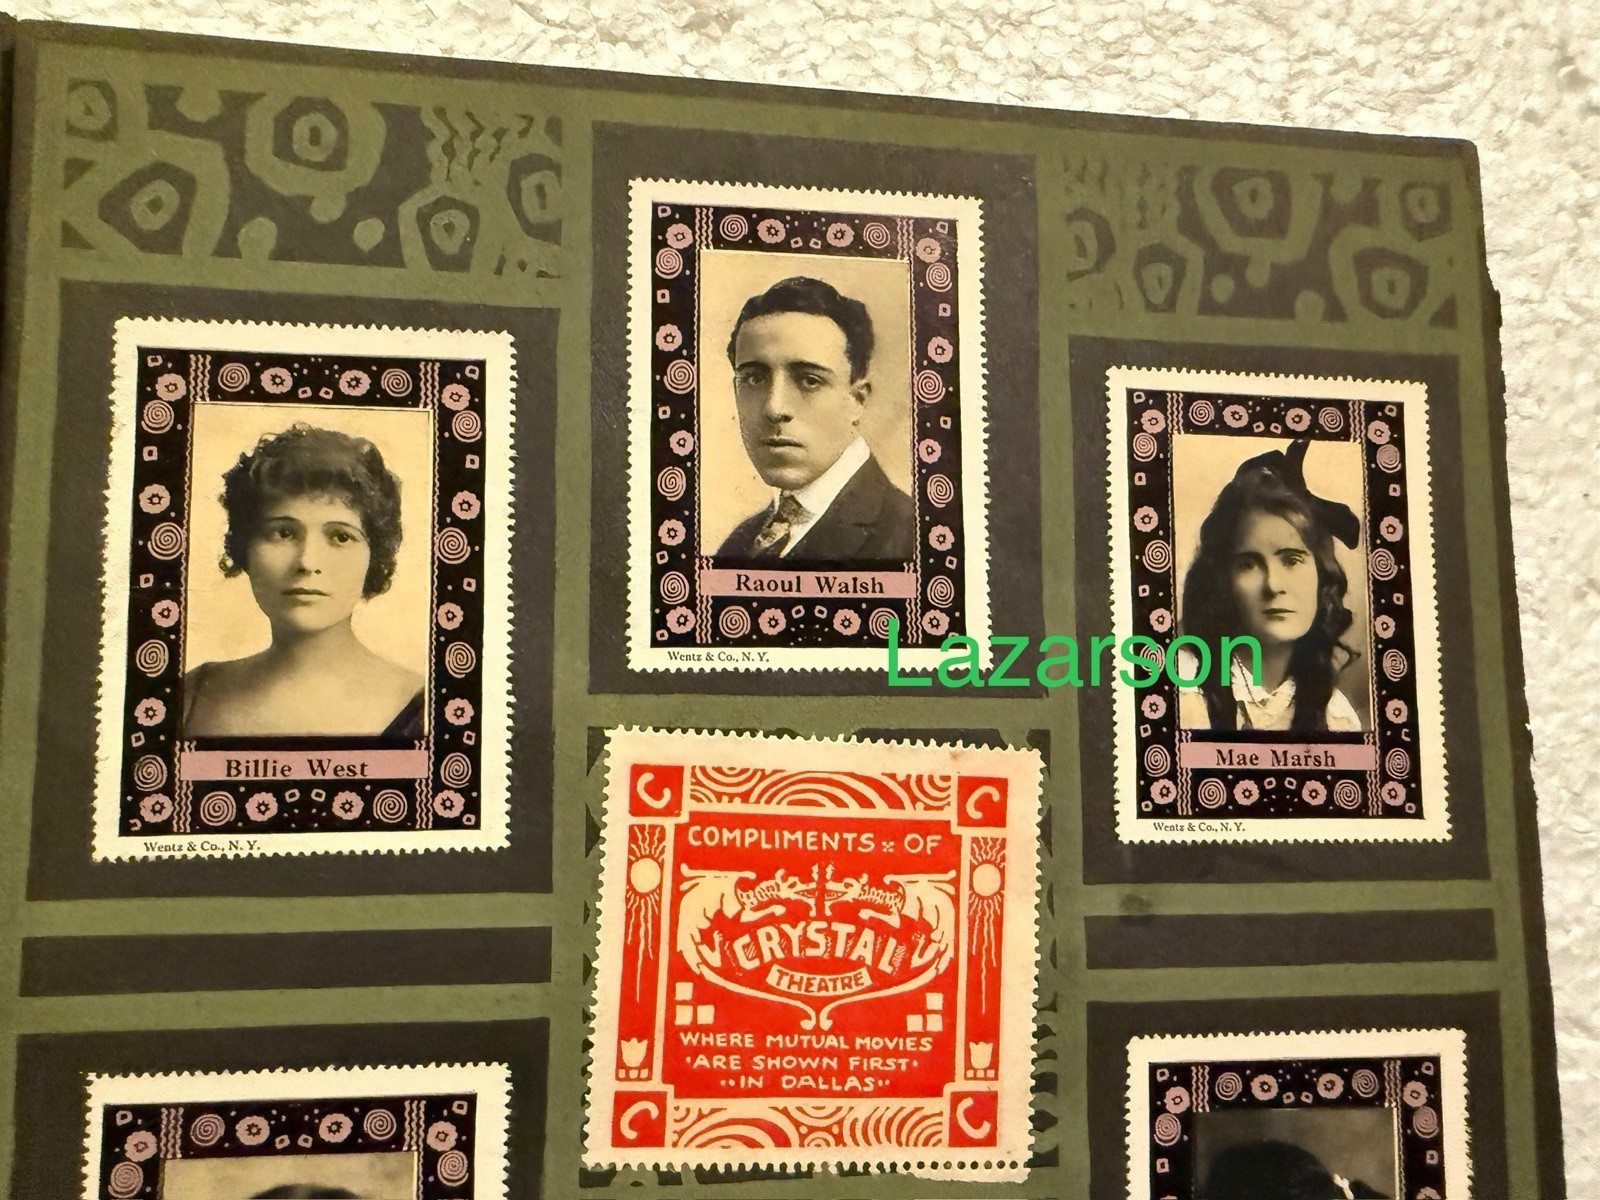 Raoul Walsh
Wentz & Co., N. Y.
Billie West
Wentz & Co., N. Y.
Mae Marsh
Wentz & Co., N. Y.
Lazarson
COMPLIMENTS OF
CRYSTAL
THEATRE
WHERE MUTUAL MOVIES
ARE SHOWN FIRST
IN DALLAS